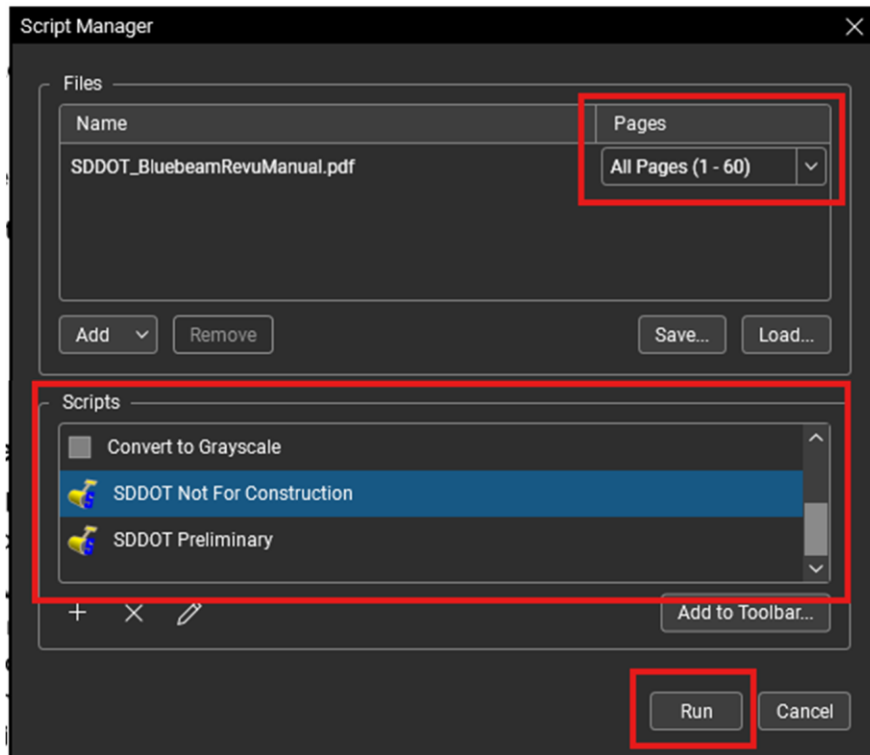 Script Manager
Files
Name Pages
SDDOT_BluebeamRevuManual.pdf All Pages (1 - 60)
Add Remove Save... Load...
Scripts
Convert to Grayscale
SDDOT Not For Construction
SDDOT Preliminary
Add to Toolbar...
Run Cancel